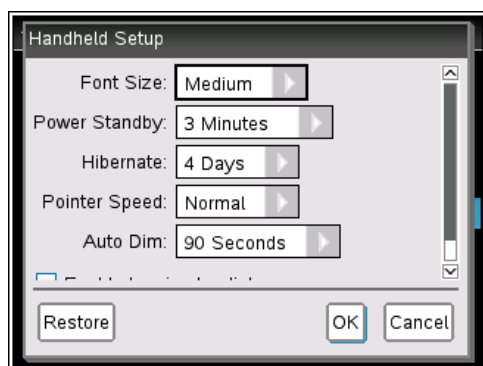 Handheld Setup
Font Size: Medium
Power Standby: 3 Minutes
Hibernate: 4 Days
Pointer Speed: Normal
Auto Dim: 90 Seconds
Restore OK Cancel